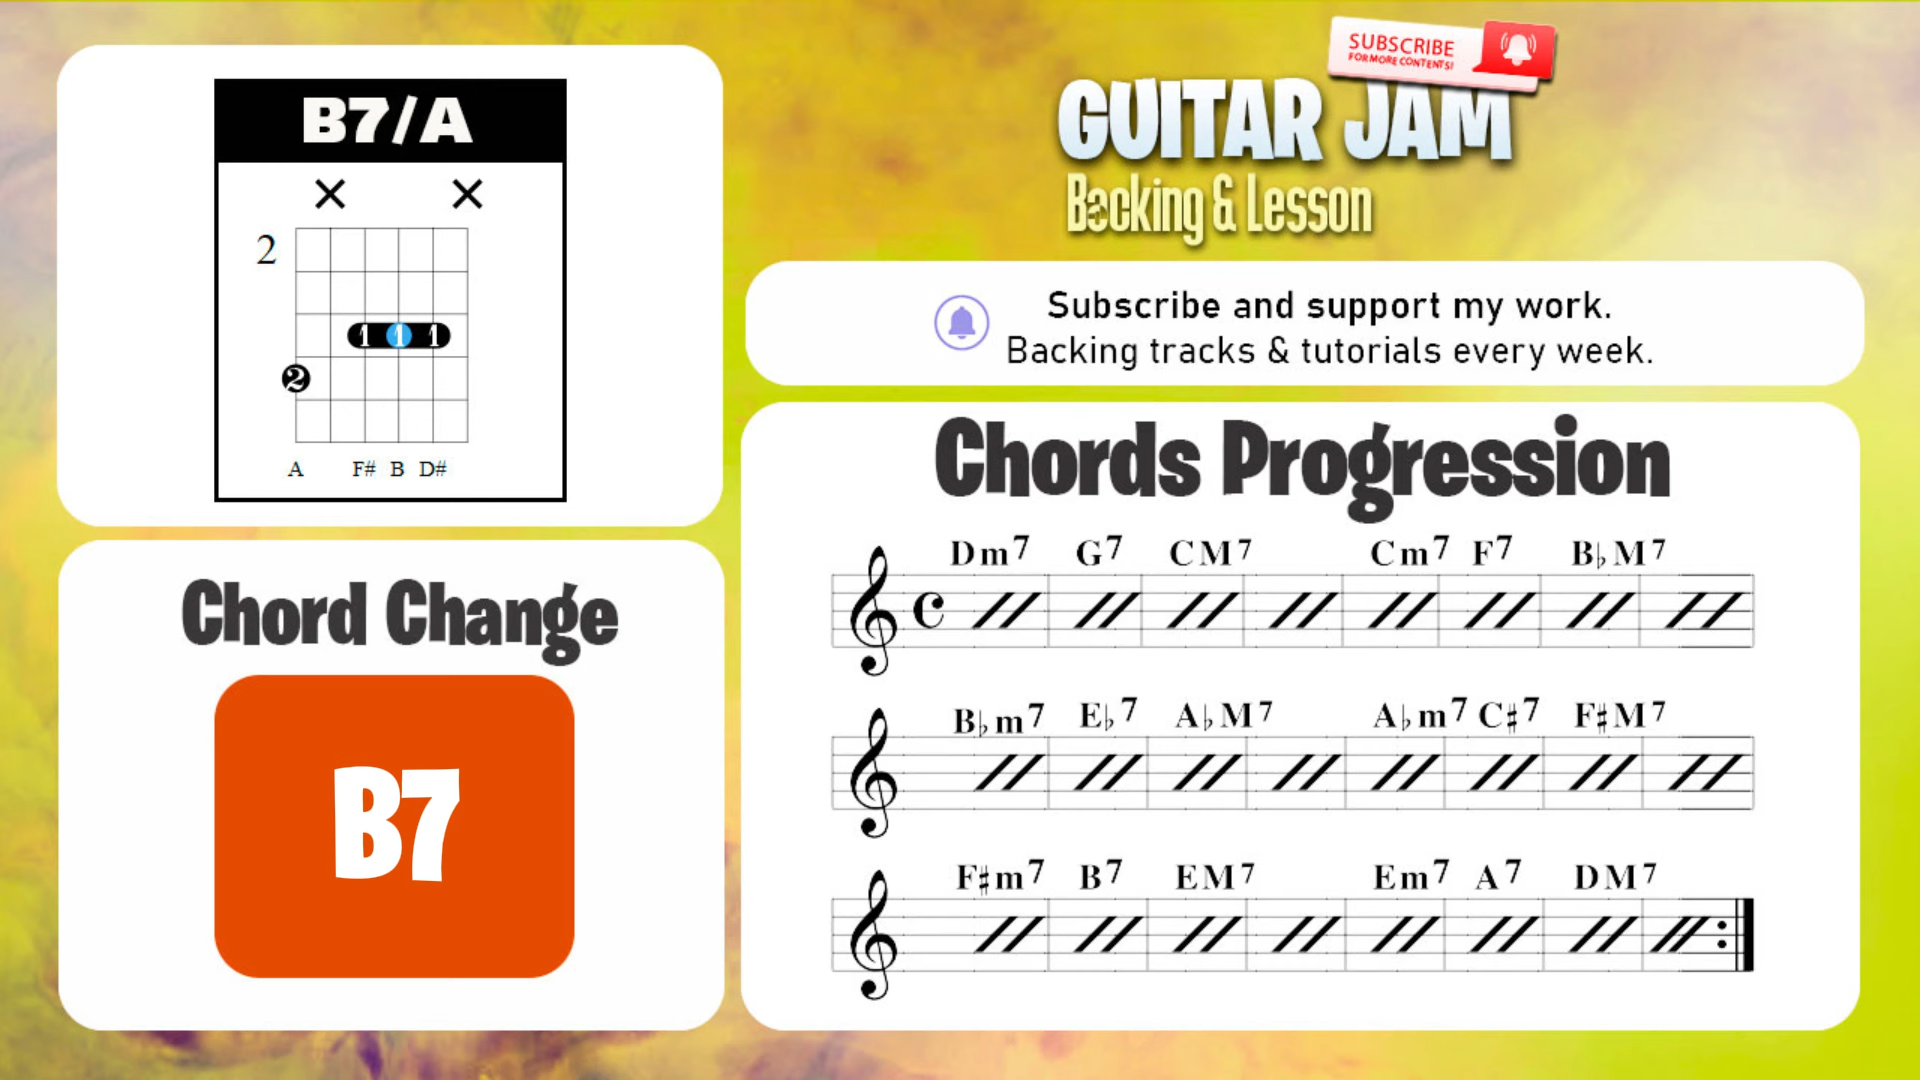 B7/A
× ×
2
1 1 1
2
A F# B D#
Chord Change
B7
SUBSCRIBE
FOR MORE CONTENTS!
GUITAR JAM
Backing & Lesson
Subscribe and support my work.
Backing tracks & tutorials every week.
Chords Progression
Dm7 G7 CM7 Cm7 F7 B♭M7
B♭m7 E♭7 A♭M7 A♭m7 C♯7 F♯M7
F♯m7 B7 EM7 Em7 A7 DM7